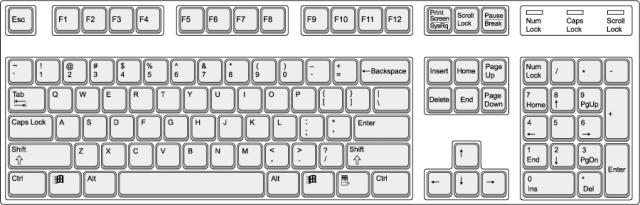 Esc F1 F2 F3 F4 F5 F6 F7 F8 F9 F10 F11 F12 Print Screen SysRq Scroll Lock Pause Break Num Lock Caps Lock Scroll Lock
~ ` ! 1 @ 2 # 3 $ 4 % 5 ^ 6 & 7 * 8 ( 9 ) 0 _ - + = ←Backspace Insert Home Page Up Num Lock / * -
Tab Q W E R T Y U I O P { [ } ] | \ Delete End Page Down 7 Home 8 ↑ 9 PgUp +
Caps Lock A S D F G H J K L : ; " ' Enter 4 ← 5 6 →
Shift ⇧ Z X C V B N M < , > . ? / Shift ⇧ ↑ 1 End 2 ↓ 3 PgDn Enter
Ctrl Alt Alt Ctrl ← ↓ → 0 Ins . Del